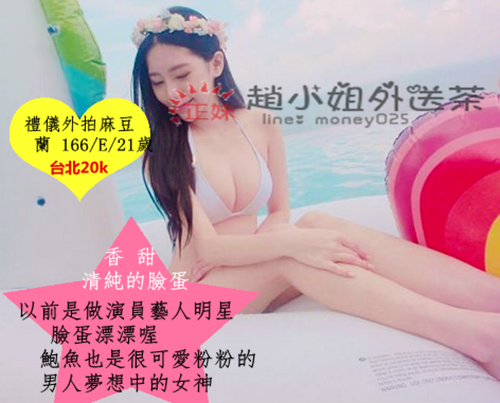 趙小姐外送茶
正妹
line: money025
禮儀外拍麻豆
蘭 166/E/21歲
台北20k
香甜
清純的臉蛋
以前是做演員藝人明星
臉蛋漂漂喔
鮑魚也是很可愛粉粉的
男人夢想中的女神